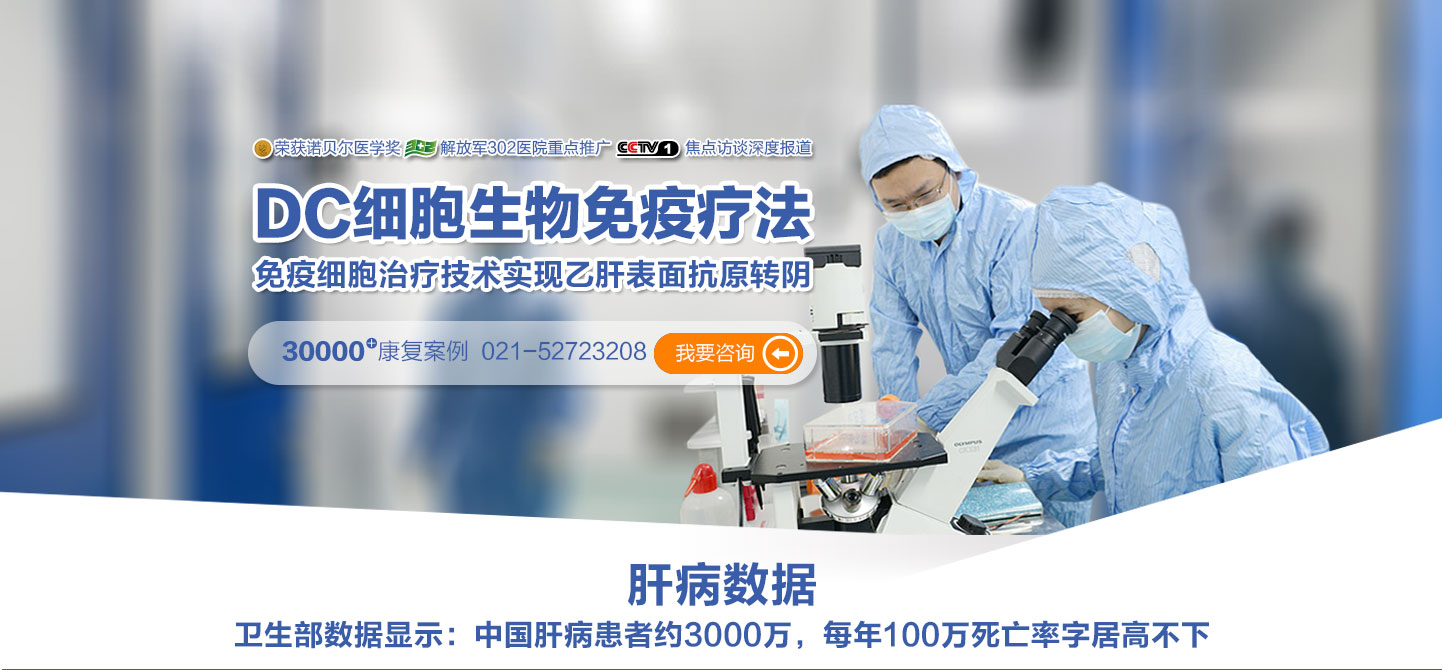 荣获诺贝尔医学奖 解放军302医院重点推广 CCTV1 焦点访谈深度报道
DC细胞生物免疫疗法
免疫细胞治疗技术实现乙肝表面抗原转阴
30000+康复案例 021-52723208 我要咨询
OLYMPUS
肝病数据
卫生部数据显示：中国肝病患者约3000万，每年100万死亡率字居高不下